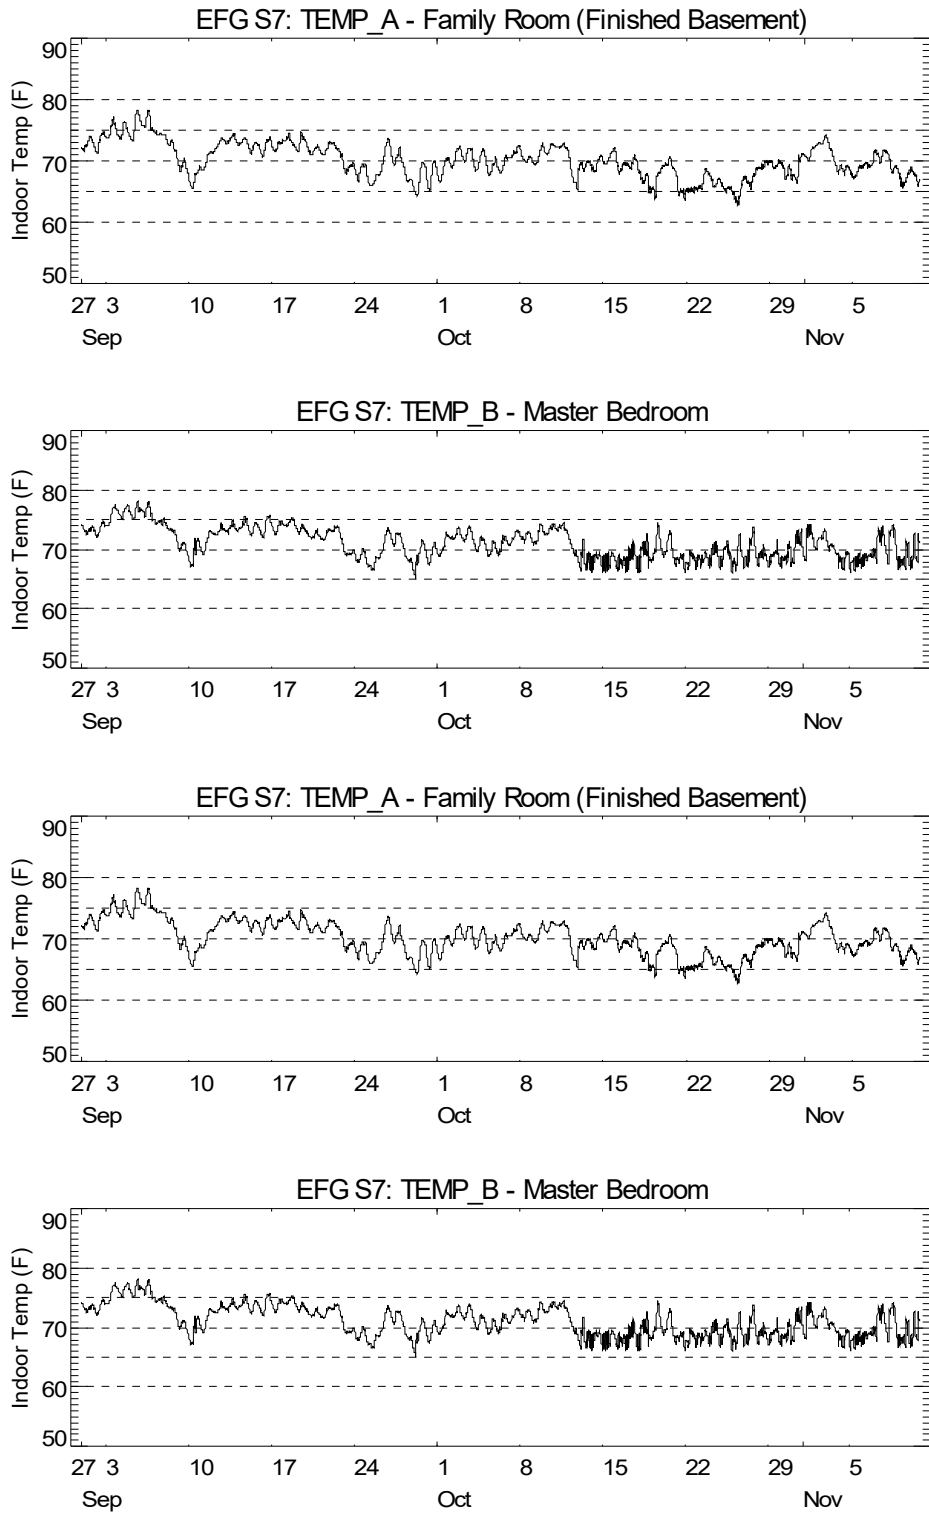 EFG S7: TEMP_A - Family Room (Finished Basement)
Indoor Temp (F)
90
80
70
60
50
27 3 10 17 24 1 8 15 22 29 5
Sep Oct Nov
EFG S7: TEMP_B - Master Bedroom
Indoor Temp (F)
90
80
70
60
50
27 3 10 17 24 1 8 15 22 29 5
Sep Oct Nov
EFG S7: TEMP_A - Family Room (Finished Basement)
Indoor Temp (F)
90
80
70
60
50
27 3 10 17 24 1 8 15 22 29 5
Sep Oct Nov
EFG S7: TEMP_B - Master Bedroom
Indoor Temp (F)
90
80
70
60
50
27 3 10 17 24 1 8 15 22 29 5
Sep Oct Nov